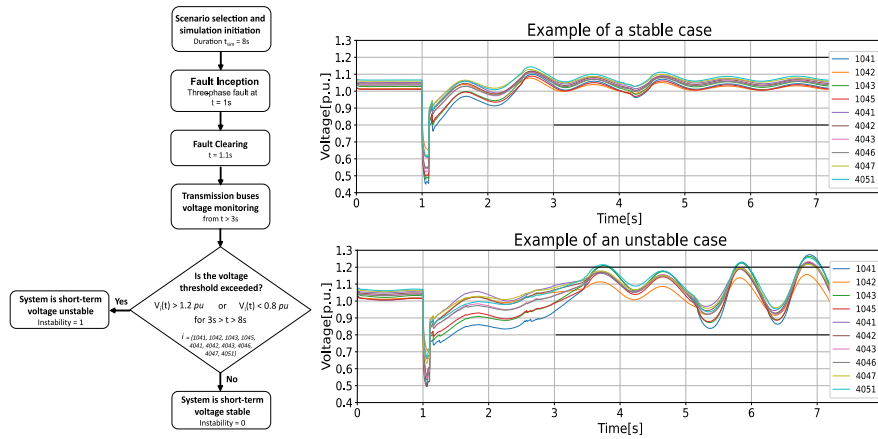 Scenario selection and
simulation initiation
Duration tsim = 8s
Fault Inception
Three-phase fault at
t = 1s
Fault Clearing
t = 1.1s
Transmission buses
voltage monitoring
from t > 3s
Is the voltage
threshold exceeded?
Vi(t) > 1.2 pu or Vi(t) < 0.8 pu
for 3s > t > 8s
i = {1041, 1042, 1043, 1045,
4041, 4042, 4043, 4046,
4047, 4051}
Yes
System is short-term
voltage unstable
Instability = 1
No
System is short-term
voltage stable
Instability = 0
Example of a stable case
Voltage[p.u.]
1.3
1.2
1.1
1.0
0.9
0.8
0.7
0.6
0.5
0.4
0 1 2 3 4 5 6 7
Time[s]
1041
1042
1043
1045
4041
4042
4043
4046
4047
4051
Example of an unstable case
Voltage[p.u.]
1.3
1.2
1.1
1.0
0.9
0.8
0.7
0.6
0.5
0.4
0 1 2 3 4 5 6 7
Time[s]
1041
1042
1043
1045
4041
4042
4043
4046
4047
4051